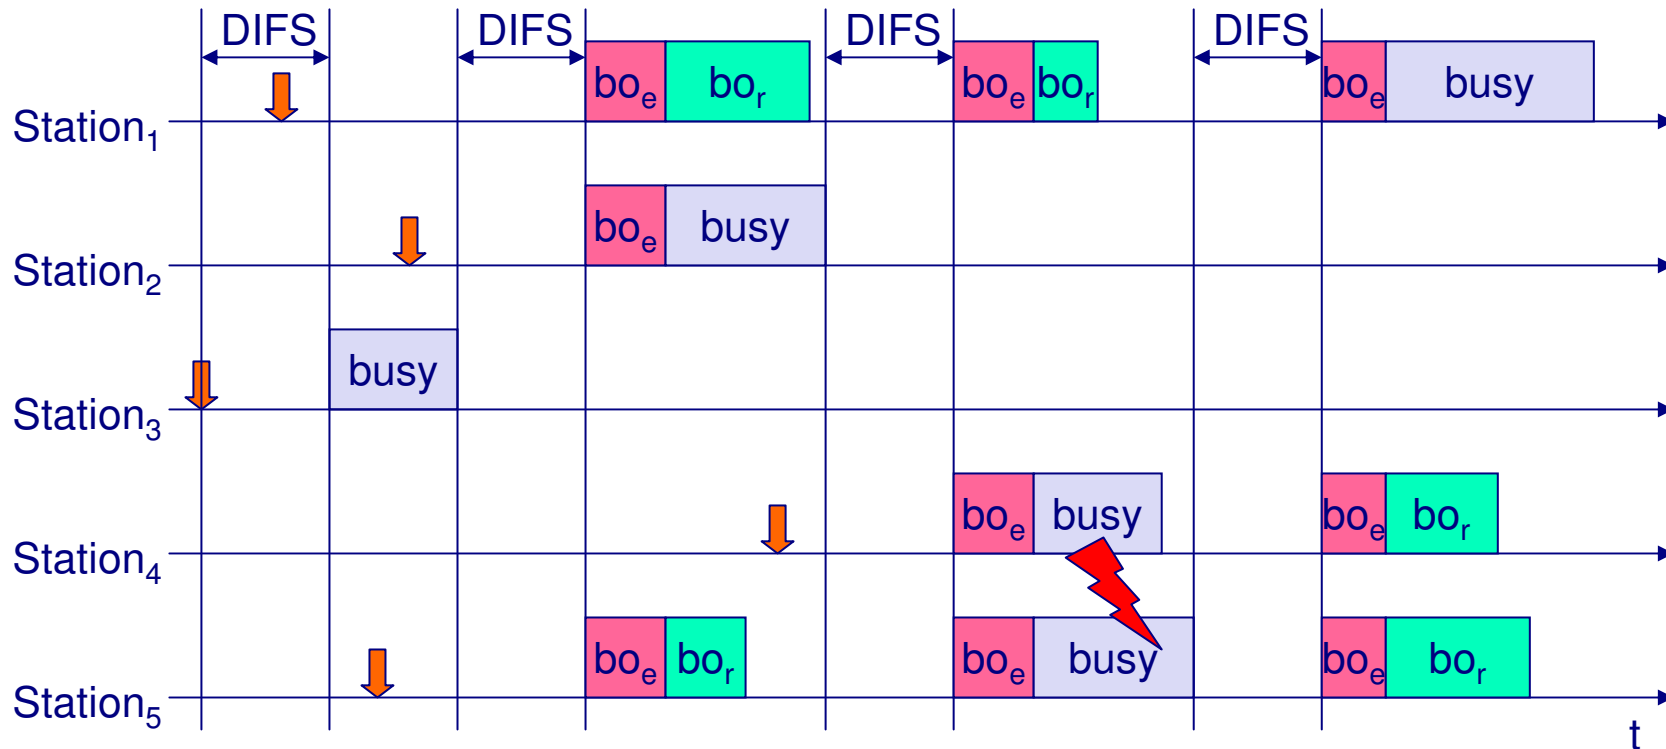 DIFS DIFS DIFS DIFS
Station₁ boₑ boᵣ boₑ boᵣ boₑ busy
Station₂ boₑ busy
Station₃ busy
Station₄ boₑ busy boₑ boᵣ
Station₅ boₑ boᵣ boₑ busy boₑ boᵣ
t